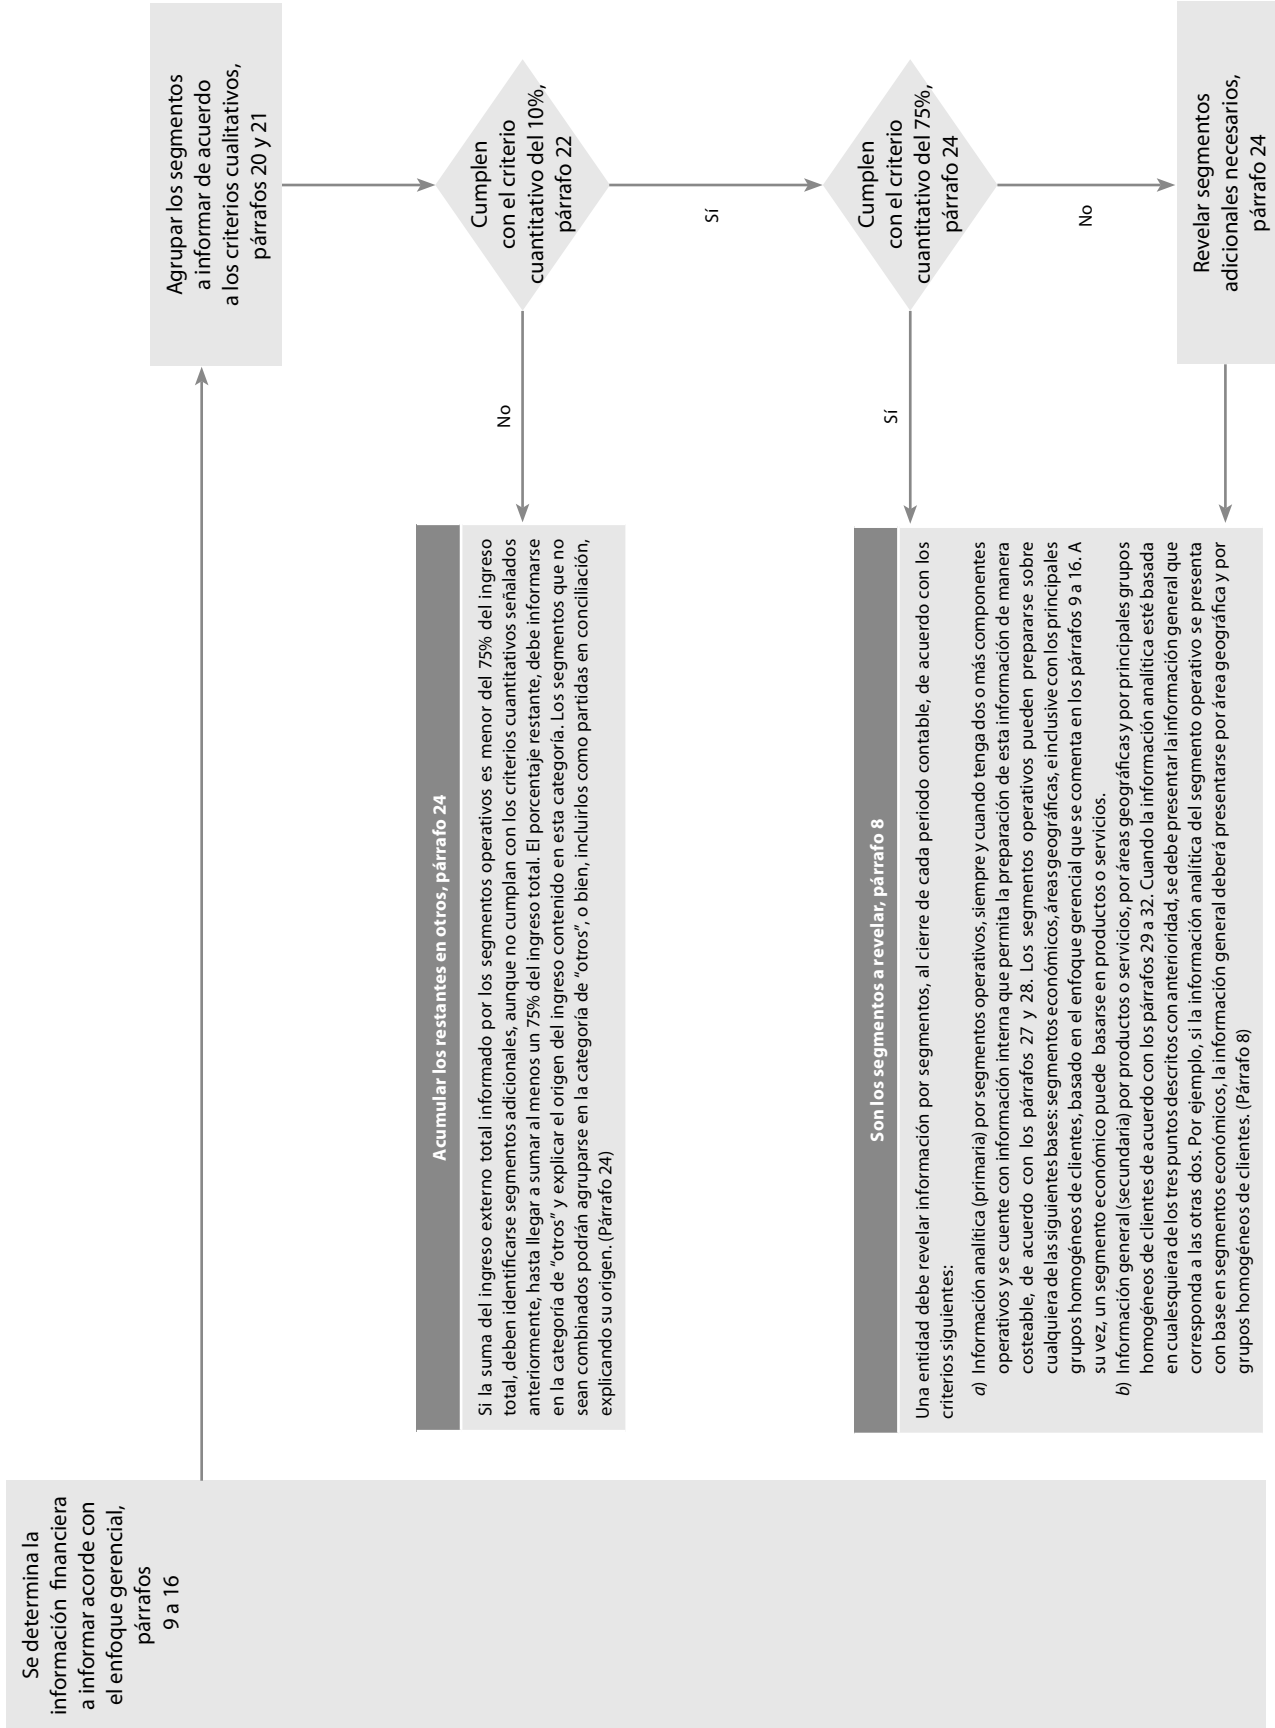 Se determina la
información financiera
a informar acorde con
el enfoque gerencial,
párrafos
9 a 16
Agrupar los segmentos
a informar de acuerdo
a los criterios cualitativos,
párrafos 20 y 21
Cumplen
con el criterio
cuantitativo del 10%,
párrafo 22
No
Sí
Acumular los restantes en otros, párrafo 24
Si la suma del ingreso externo total informado por los segmentos operativos es menor del 75% del ingreso
total, deben identificarse segmentos adicionales, aunque no cumplan con los criterios cuantitativos señalados
anteriormente, hasta llegar a sumar al menos un 75% del ingreso total. El porcentaje restante, debe informarse
en la categoría de “otros” y explicar el origen del ingreso contenido en esta categoría. Los segmentos que no
sean combinados podrán agruparse en la categoría de “otros”, o bien, incluirlos como partidas en conciliación,
explicando su origen. (Párrafo 24)
Cumplen
con el criterio
cuantitativo del 75%,
párrafo 24
Sí
No
Son los segmentos a revelar, párrafo 8
Una entidad debe revelar información por segmentos, al cierre de cada periodo contable, de acuerdo con los
criterios siguientes:
a) Información analítica (primaria) por segmentos operativos, siempre y cuando tenga dos o más componentes
operativos y se cuente con información interna que permita la preparación de esta información de manera
costeable, de acuerdo con los párrafos 27 y 28. Los segmentos operativos pueden prepararse sobre
cualquiera de las siguientes bases: segmentos económicos, áreas geográficas, e inclusive con los principales
grupos homogéneos de clientes, basado en el enfoque gerencial que se comenta en los párrafos 9 a 16. A
su vez, un segmento económico puede basarse en productos o servicios.
b) Información general (secundaria) por productos o servicios, por áreas geográficas y por principales grupos
homogéneos de clientes de acuerdo con los párrafos 29 a 32. Cuando la información analítica esté basada
en cualesquiera de los tres puntos descritos con anterioridad, se debe presentar la información general que
corresponda a las otras dos. Por ejemplo, si la información analítica del segmento operativo se presenta
con base en segmentos económicos, la información general deberá presentarse por área geográfica y por
grupos homogéneos de clientes. (Párrafo 8)
Revelar segmentos
adicionales necesarios,
párrafo 24